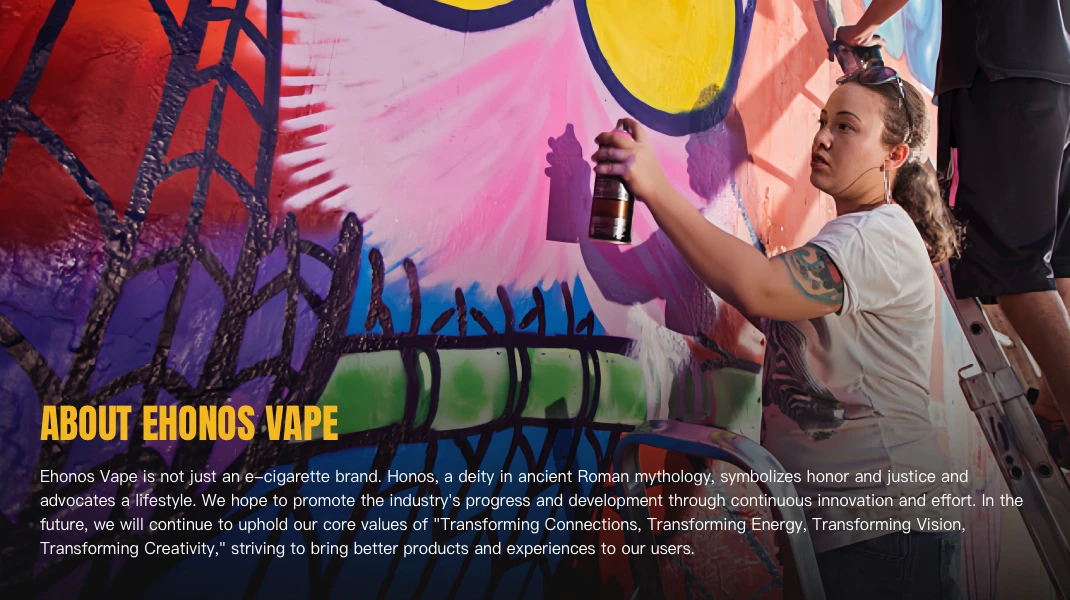 ABOUT EHONOS VAPE
Ehonos Vape is not just an e-cigarette brand. Honos, a deity in ancient Roman mythology, symbolizes honor and justice and
advocates a lifestyle. We hope to promote the industry's progress and development through continuous innovation and effort. In the
future, we will continue to uphold our core values of "Transforming Connections, Transforming Energy, Transforming Vision,
Transforming Creativity," striving to bring better products and experiences to our users.